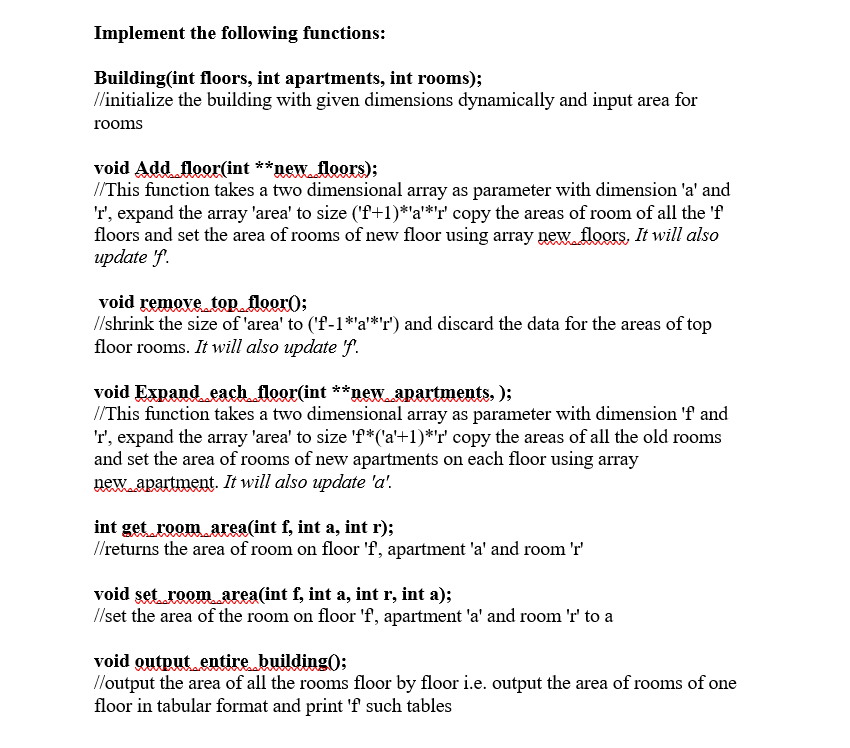 Implement the following functions:
Building(int floors, int apartments, int rooms);
//initialize the building with given dimensions dynamically and input area for
rooms
void Add_floor(int **new_floors);
//This function takes a two dimensional array as parameter with dimension 'a' and
'r', expand the array 'area' to size ('f'+1)*'a'*'r' copy the areas of room of all the 'f'
floors and set the area of rooms of new floor using array new_floors. It will also
update 'f'.
void remove_top_floor();
//shrink the size of 'area' to ('f'-1*'a'*'r') and discard the data for the areas of top
floor rooms. It will also update 'f'.
void Expand_each_floor(int **new_apartments, );
//This function takes a two dimensional array as parameter with dimension 'f' and
'r', expand the array 'area' to size 'f'*('a'+1)*'r' copy the areas of all the old rooms
and set the area of rooms of new apartments on each floor using array
new_apartment. It will also update 'a'.
int get_room_area(int f, int a, int r);
//returns the area of room on floor 'f', apartment 'a' and room 'r'
void set_room_area(int f, int a, int r, int a);
//set the area of the room on floor 'f', apartment 'a' and room 'r' to a
void output_entire_building();
//output the area of all the rooms floor by floor i.e. output the area of rooms of one
floor in tabular format and print 'f' such tables